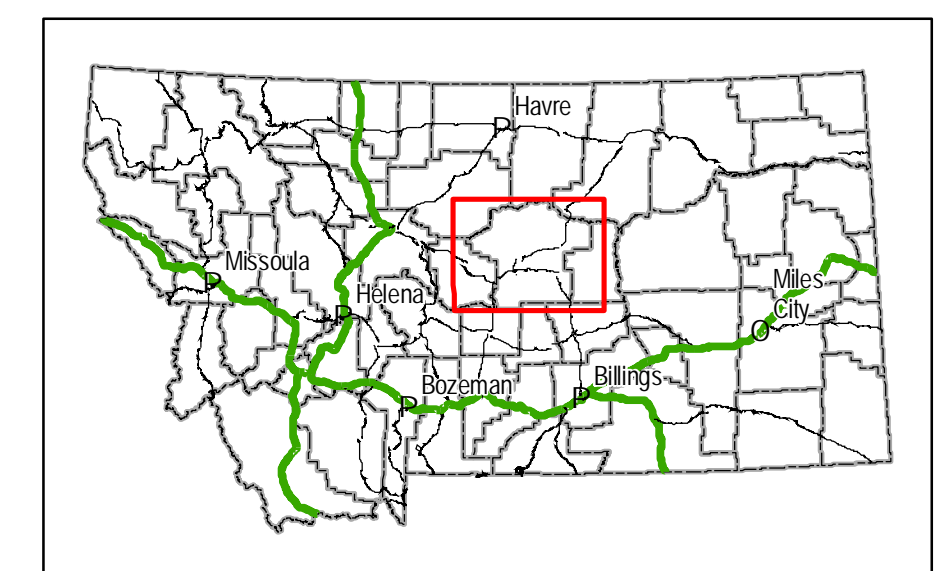 Havre
P
Missoula
P
Helena
P
Miles
City
O
Bozeman
P
Billings
P